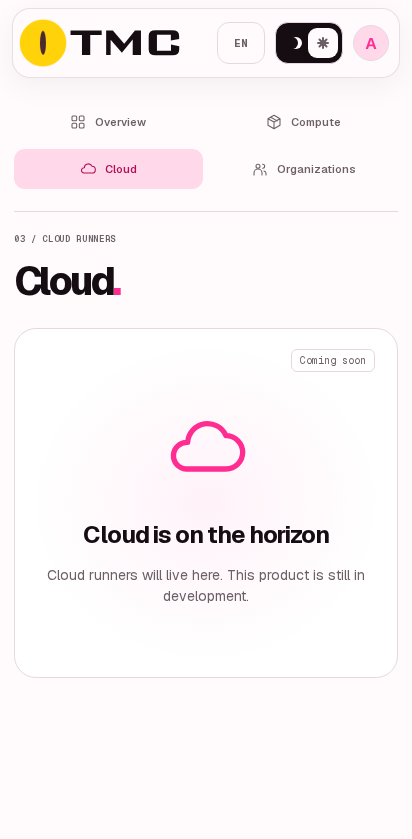 TMC
EN
A
Overview
Compute
Cloud
Organizations
03 / CLOUD RUNNERS
Cloud.
Coming soon
Cloud is on the horizon
Cloud runners will live here. This product is still in
development.